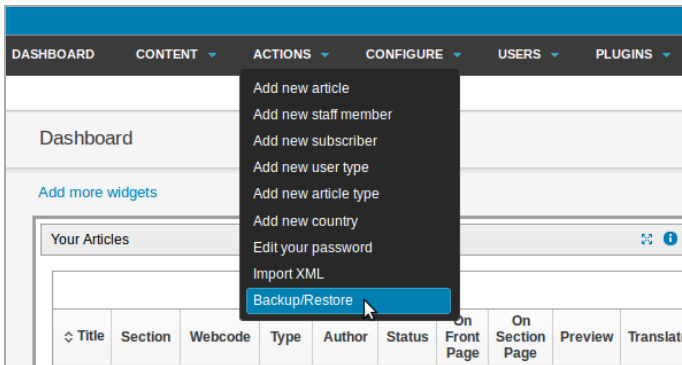 DASHBOARD CONTENT ACTIONS CONFIGURE USERS PLUGINS
Add new article
Add new staff member
Dashboard
Add new subscriber
Add new user type
Add more widgets
Add new article type
Add new country
Your Articles
Edit your password
Import XML
Backup/Restore
Title Section Webcode Type Author Status On Front Page On Section Page Preview Translat